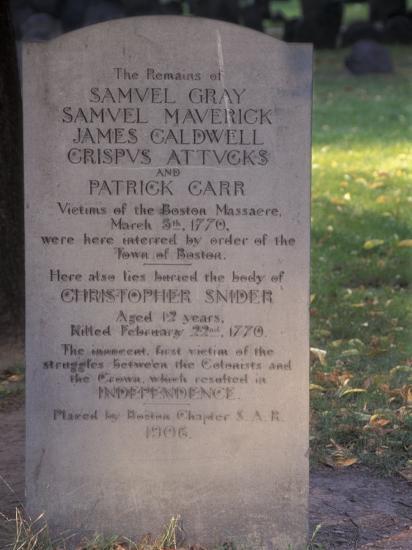 The Remains of
SAMVEL GRAY
SAMVEL MAVERICK
JAMES CALDWELL
CRISPVS ATTVCKS
AND
PATRICK CARR
Victims of the Boston Massacre,
March 5th, 1770,
were here interred by order of the
Town of Boston.
Here also lies buried the body of
CHRISTOPHER SNIDER
Aged 12 years,
Killed February 22nd, 1770.
The innocent, first victim of the
struggles between the Colonists and
the Crown, which resulted in
INDEPENDENCE.
Placed by Boston Chapter S.A.R.
1906.